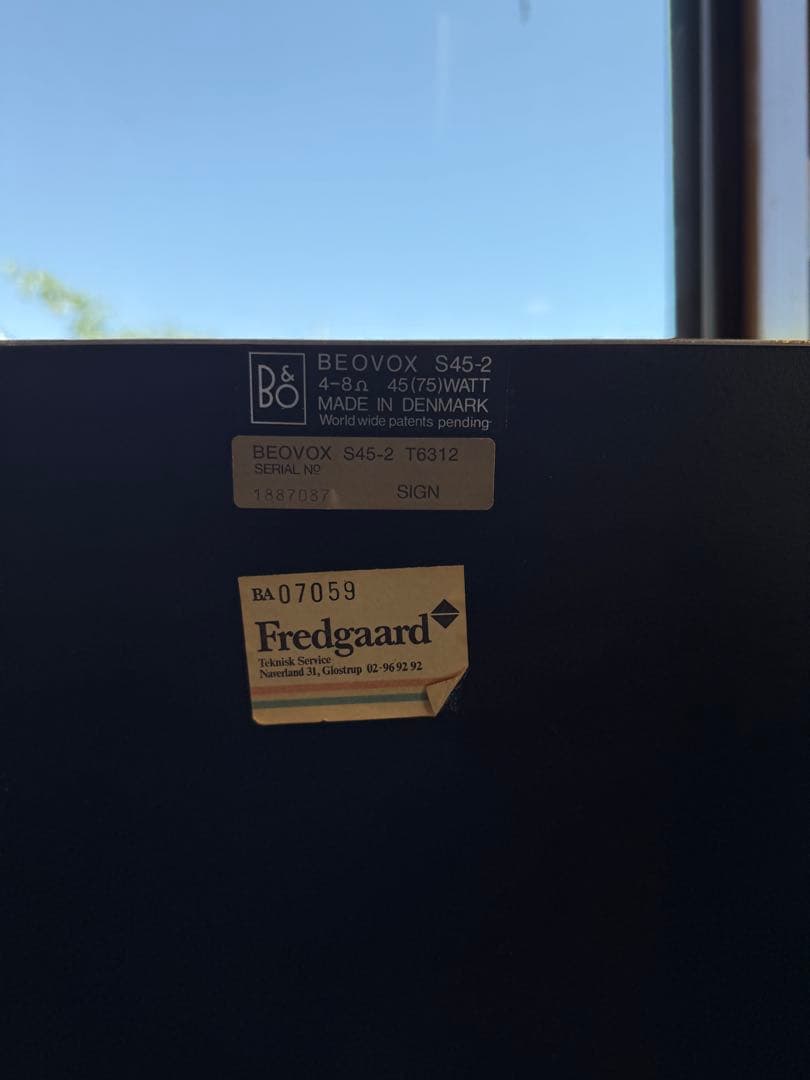 B&O
BEOVOX S45-2
4-8Ω 45(75)WATT
MADE IN DENMARK
World wide patents pending
BEOVOX S45-2 T6312
SERIAL Nº
1887087 SIGN
BA 07059
Fredgaard
Teknisk Service
Naverland 31, Glostrup 02-96 92 92